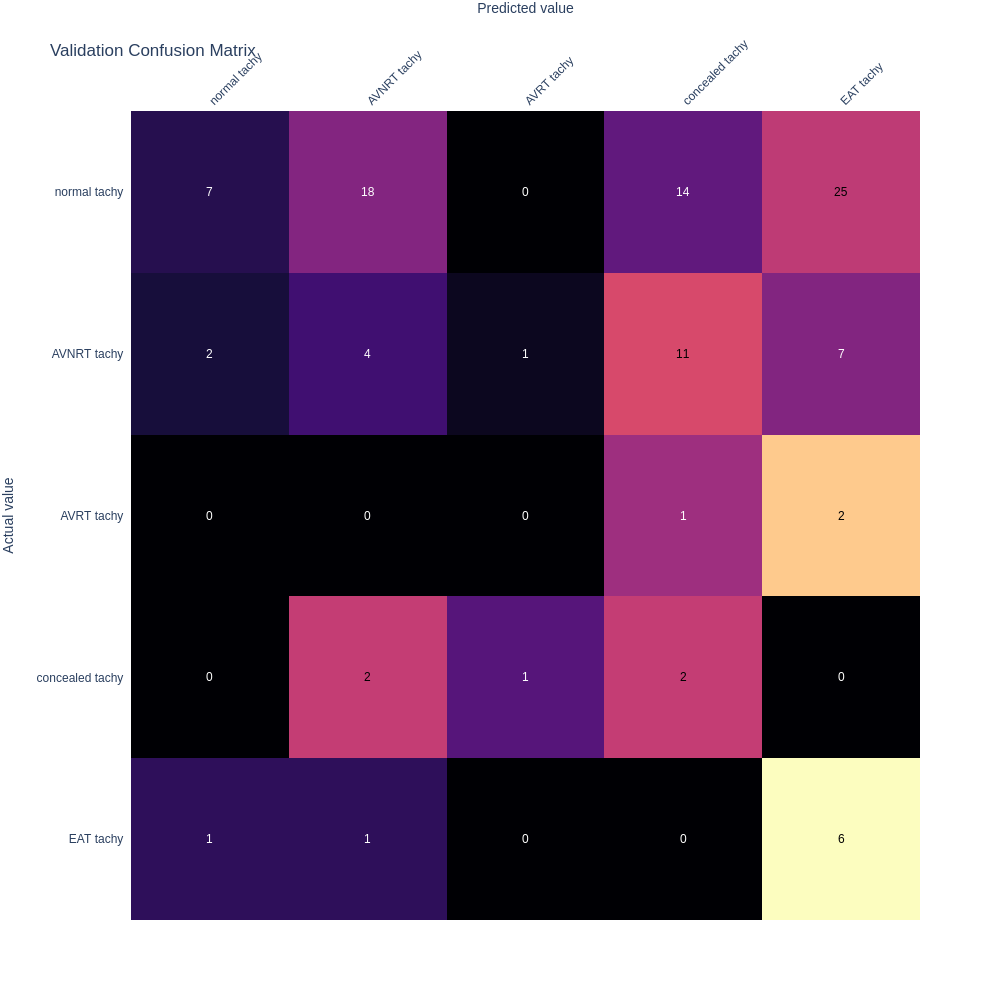 Predicted value
Validation Confusion Matrix
normal tachy AVNRT tachy AVRT tachy concealed tachy EAT tachy
Actual value
normal tachy 7 18 0 14 25
AVNRT tachy 2 4 1 11 7
AVRT tachy 0 0 0 1 2
concealed tachy 0 2 1 2 0
EAT tachy 1 1 0 0 6